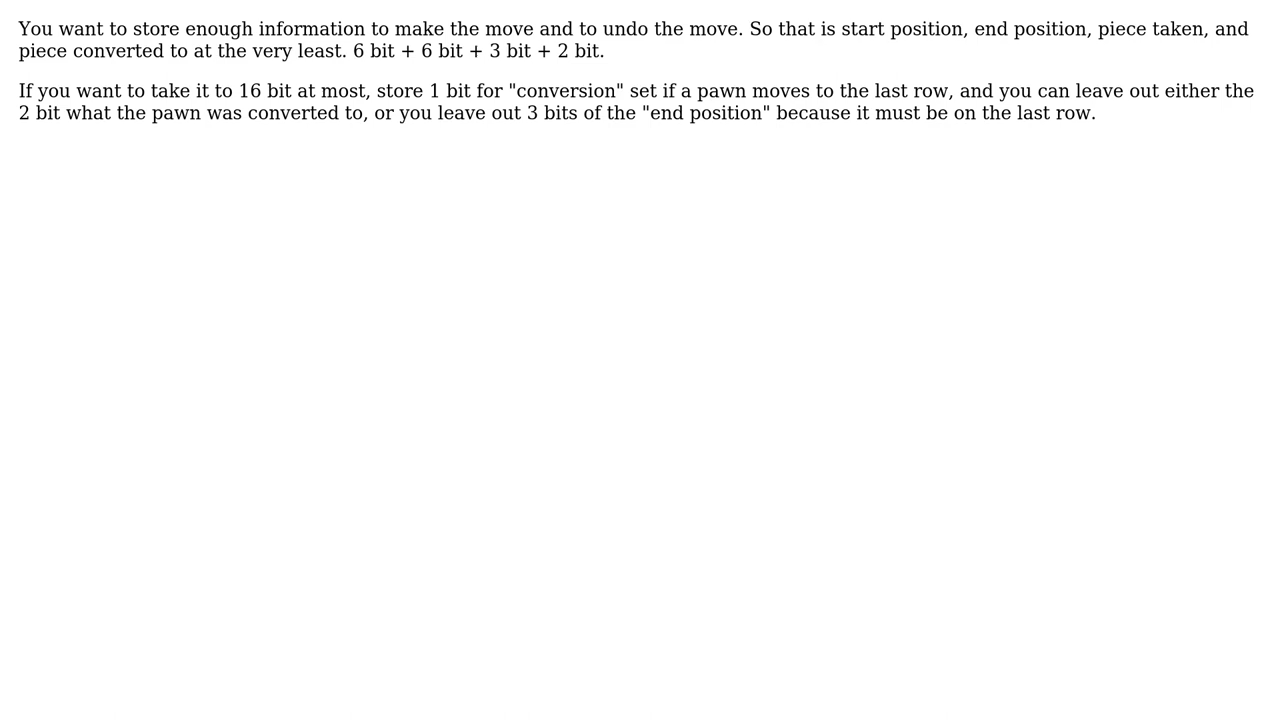 You want to store enough information to make the move and to undo the move. So that is start position, end position, piece taken, and
piece converted to at the very least. 6 bit + 6 bit + 3 bit + 2 bit.
If you want to take it to 16 bit at most, store 1 bit for "conversion" set if a pawn moves to the last row, and you can leave out either the
2 bit what the pawn was converted to, or you leave out 3 bits of the "end position" because it must be on the last row.